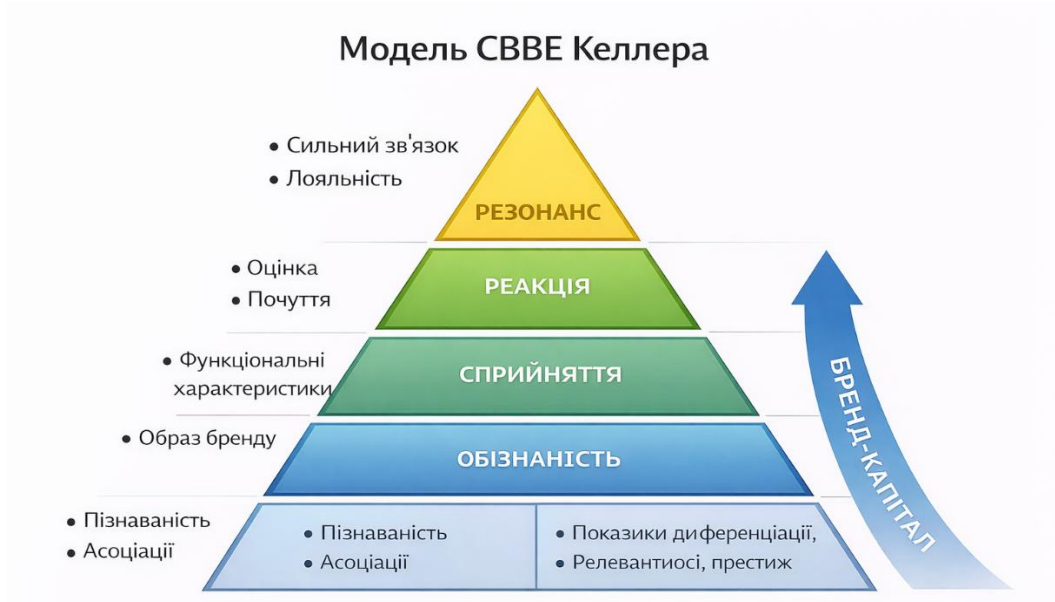 Модель CBBE Келлера
• Сильний зв'язок
• Лояльність
РЕЗОНАНС
• Оцінка
• Почуття
РЕАКЦІЯ
• Функціональні
характеристики
СПРИЙНЯТТЯ
• Образ бренду
ОБІЗНАНІСТЬ
• Пізнаваність
• Асоціації
• Пізнаваність
• Асоціації
• Показики диференціації,
• Релевантиосі, престиж
БРЕНД-КАПІТАЛ